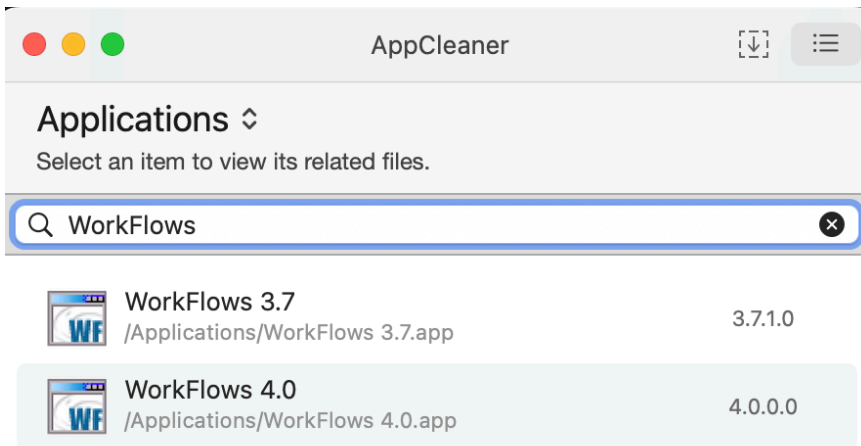 AppCleaner
Applications
Select an item to view its related files.
WorkFlows
WF
WorkFlows 3.7
/Applications/WorkFlows 3.7.app
3.7.1.0
WF
WorkFlows 4.0
/Applications/WorkFlows 4.0.app
4.0.0.0